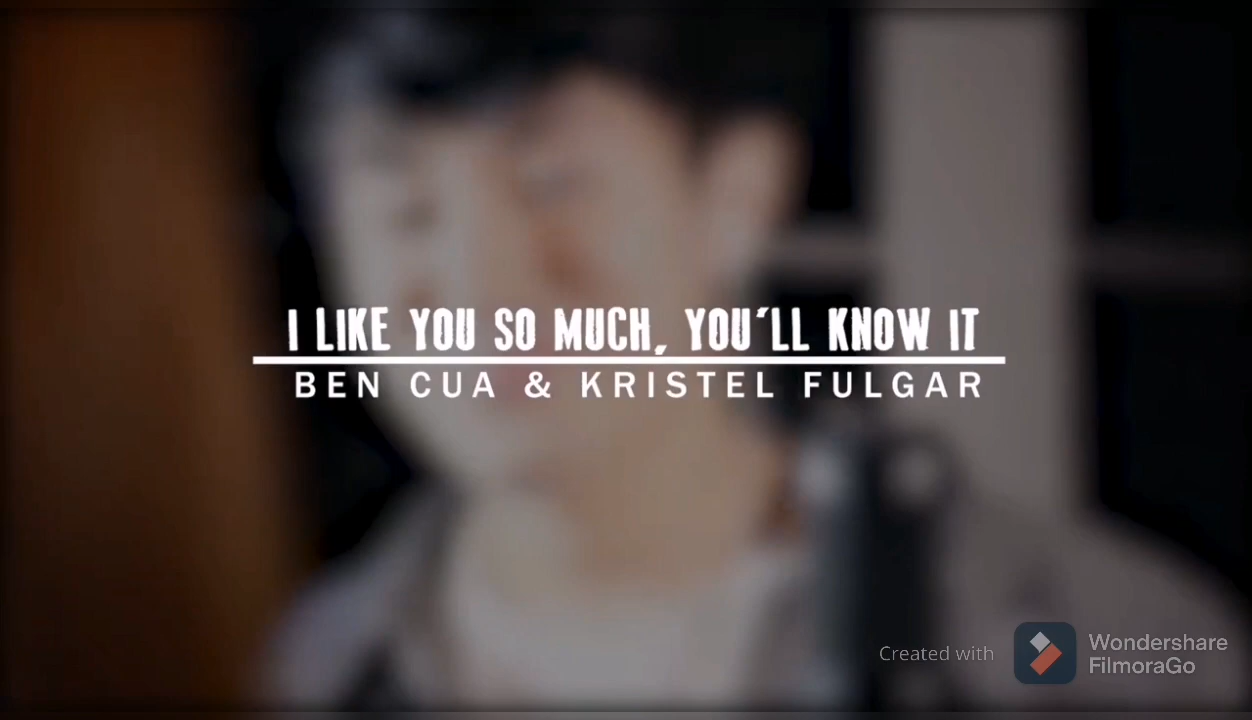 I LIKE YOU SO MUCH, YOU'LL KNOW IT
BEN CUA & KRISTEL FULGAR
Created with
Wondershare
FilmoraGo